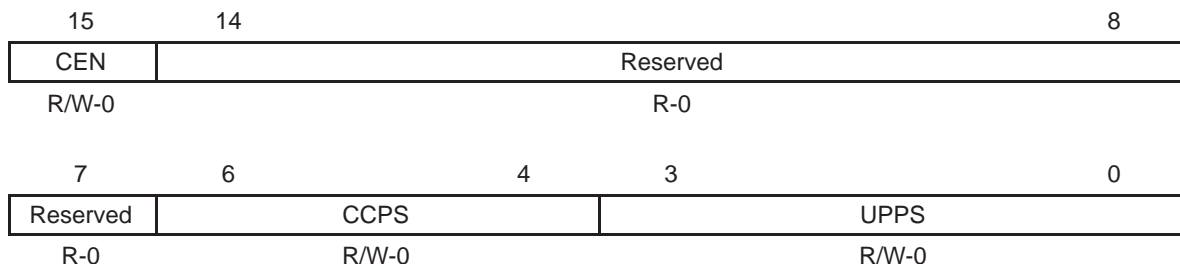 15 14 8
CEN Reserved
R/W-0 R-0
7 6 4 3 0
Reserved CCPS UPPS
R-0 R/W-0 R/W-0